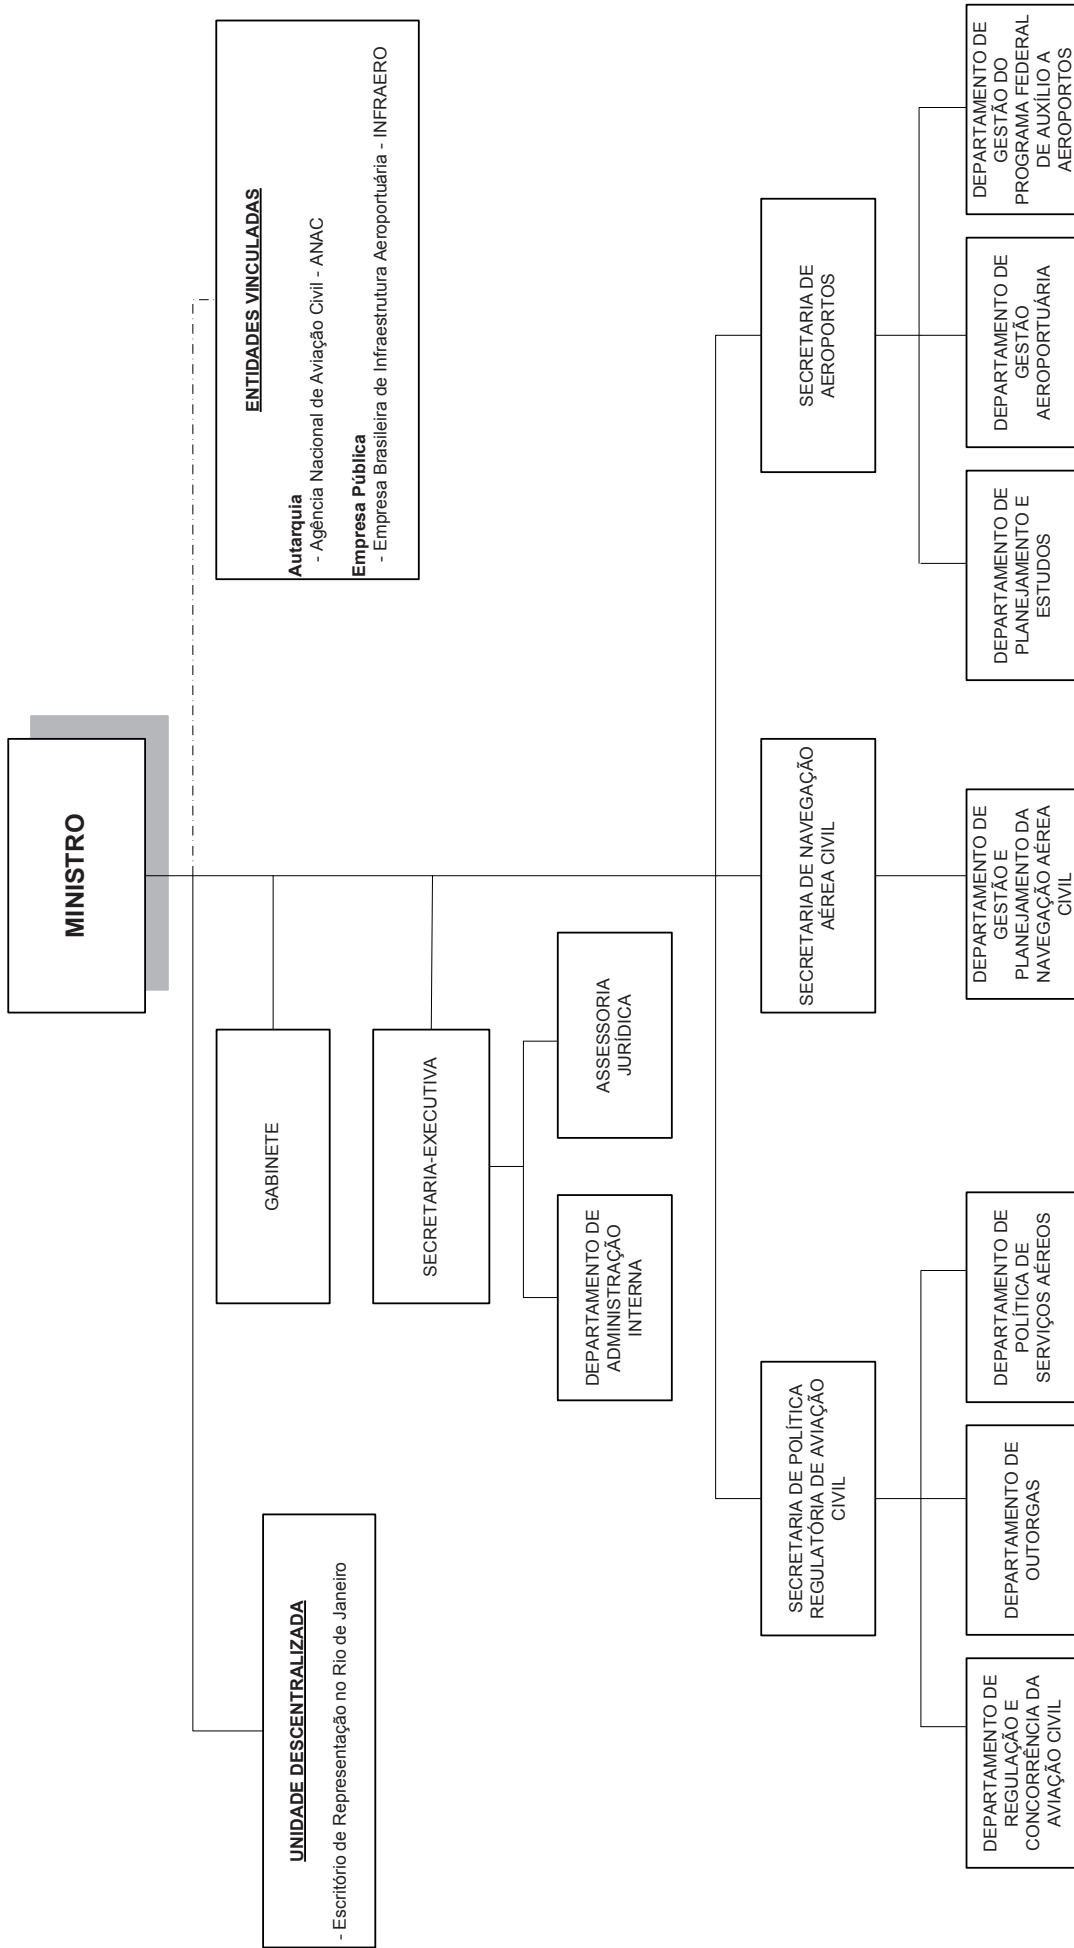 MINISTRO
ENTIDADES VINCULADAS
Autarquia
- Agência Nacional de Aviação Civil - ANAC
Empresa Pública
- Empresa Brasileira de Infraestrutura Aeroportuária - INFRAERO
UNIDADE DESCENTRALIZADA
- Escritório de Representação no Rio de Janeiro
GABINETE
SECRETARIA-EXECUTIVA
DEPARTAMENTO DE
ADMINISTRAÇÃO
INTERNA
ASSESSORIA
JURÍDICA
SECRETARIA DE POLÍTICA
REGULATÓRIA DE AVIAÇÃO
CIVIL
SECRETARIA DE NAVEGAÇÃO
AÉREA CIVIL
SECRETARIA DE
AEROPORTOS
DEPARTAMENTO DE
REGULAÇÃO E
CONCORRÊNCIA DA
AVIAÇÃO CIVIL
DEPARTAMENTO DE
OUTORGAS
DEPARTAMENTO DE
POLÍTICA DE
SERVIÇOS AÉREOS
DEPARTAMENTO DE
GESTÃO E
PLANEJAMENTO DA
NAVEGAÇÃO AÉREA
CIVIL
DEPARTAMENTO DE
PLANEJAMENTO E
ESTUDOS
DEPARTAMENTO DE
GESTÃO
AEROPORTUÁRIA
DEPARTAMENTO DE
GESTÃO DO
PROGRAMA FEDERAL
DE AUXÍLIO A
AEROPORTOS